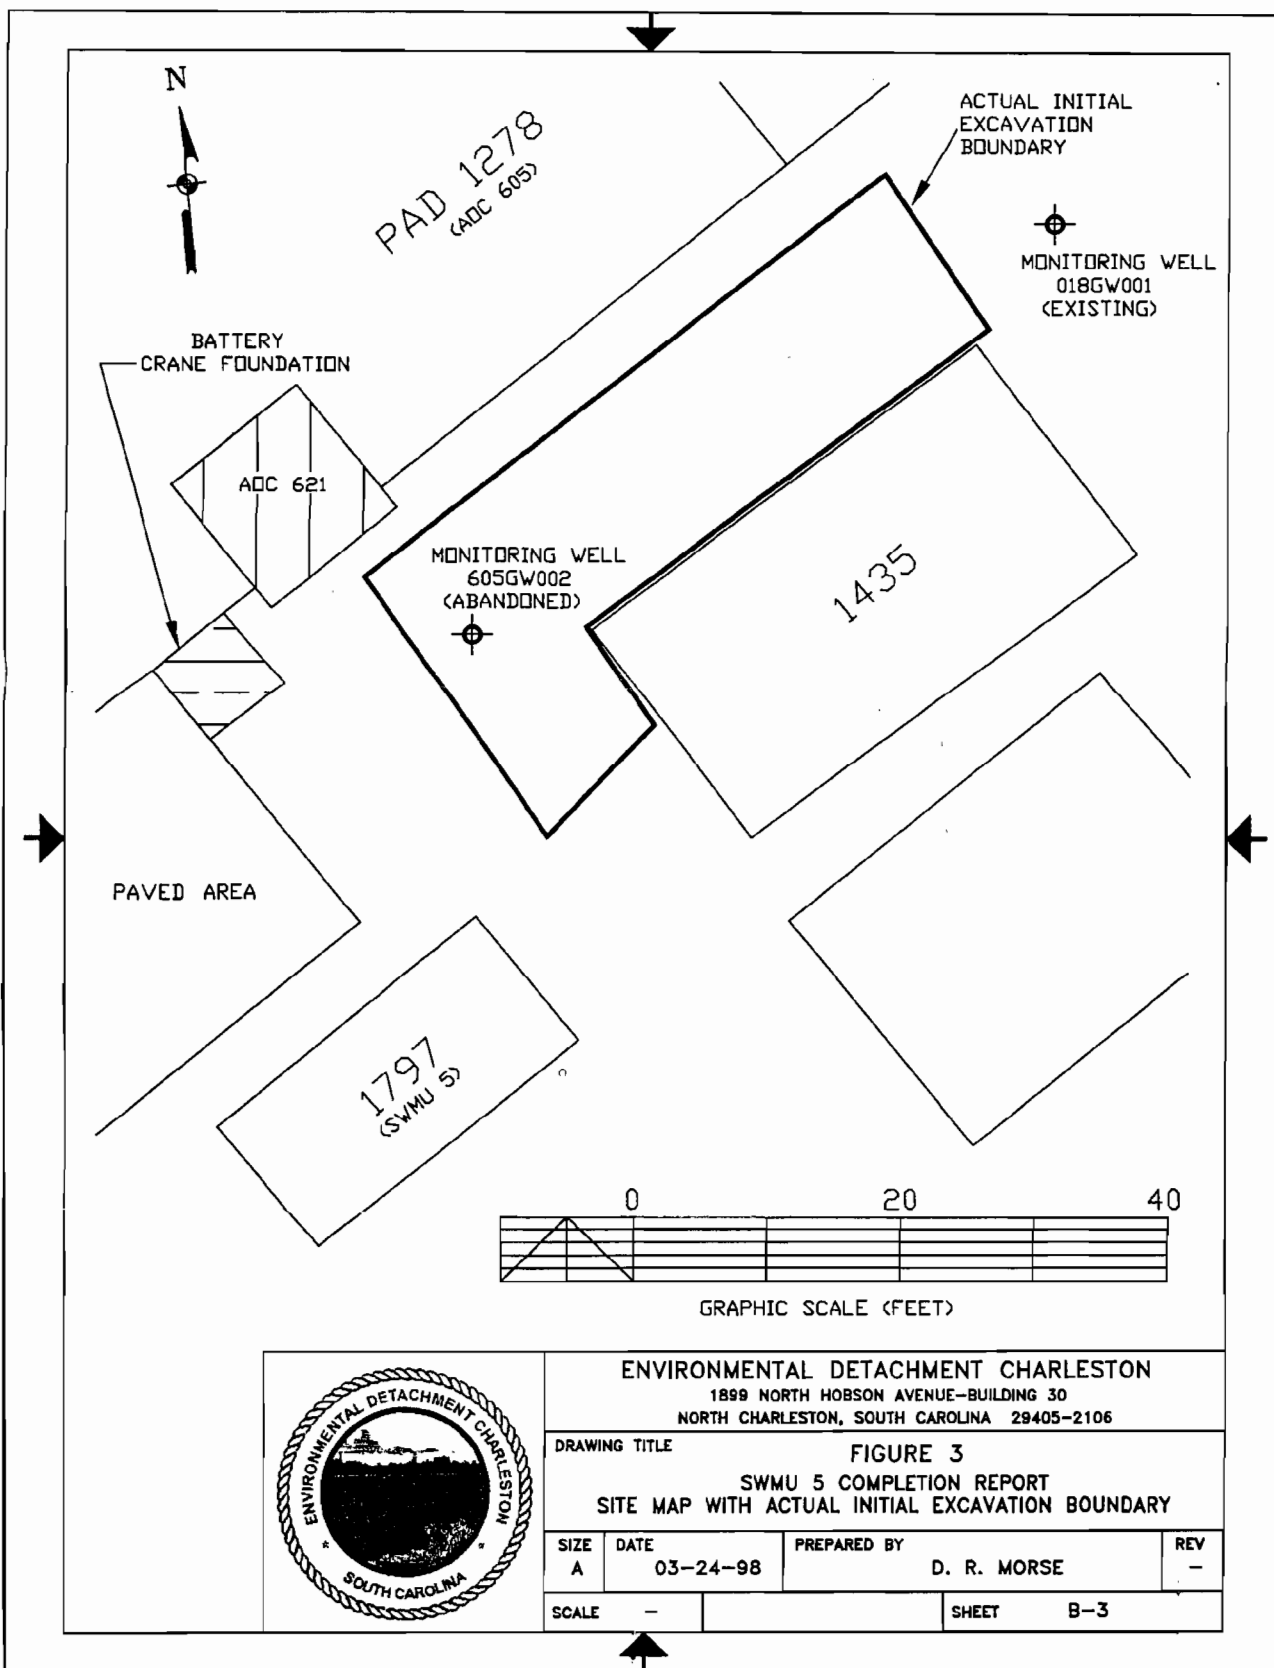 N
PAD 1278
(AOC 605)
ACTUAL INITIAL
EXCAVATION
BOUNDARY
MONITORING WELL
018GW001
(EXISTING)
BATTERY
CRANE FOUNDATION
AOC 621
MONITORING WELL
605GW002
(ABANDONED)
1435
PAVED AREA
1797
(SWMU 5)
0 20 40
GRAPHIC SCALE (FEET)
ENVIRONMENTAL DETACHMENT CHARLESTON
* SOUTH CAROLINA *
ENVIRONMENTAL DETACHMENT CHARLESTON
1899 NORTH HOBSON AVENUE-BUILDING 30
NORTH CHARLESTON, SOUTH CAROLINA 29405-2106
DRAWING TITLE
FIGURE 3
SWMU 5 COMPLETION REPORT
SITE MAP WITH ACTUAL INITIAL EXCAVATION BOUNDARY
SIZE DATE PREPARED BY REV
A 03-24-98 D. R. MORSE -
SCALE - SHEET B-3